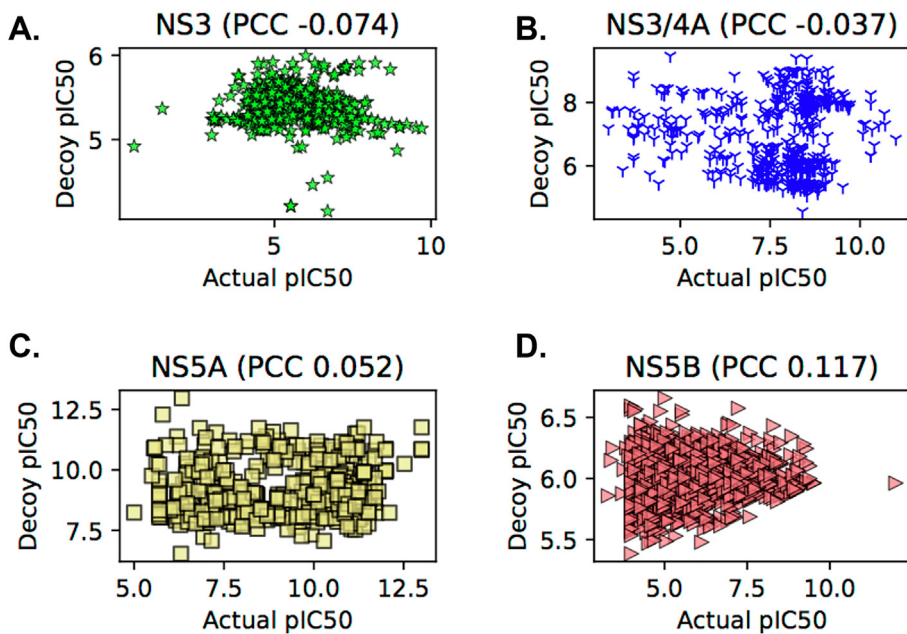 A.
NS3 (PCC -0.074)
6
5
Decoy pIC50
5
10
Actual pIC50
B.
NS3/4A (PCC -0.037)
8
6
Decoy pIC50
5.0
7.5
10.0
Actual pIC50
C.
NS5A (PCC 0.052)
12.5
10.0
7.5
Decoy pIC50
5.0
7.5
10.0
12.5
Actual pIC50
D.
NS5B (PCC 0.117)
6.5
6.0
5.5
Decoy pIC50
5.0
7.5
10.0
Actual pIC50